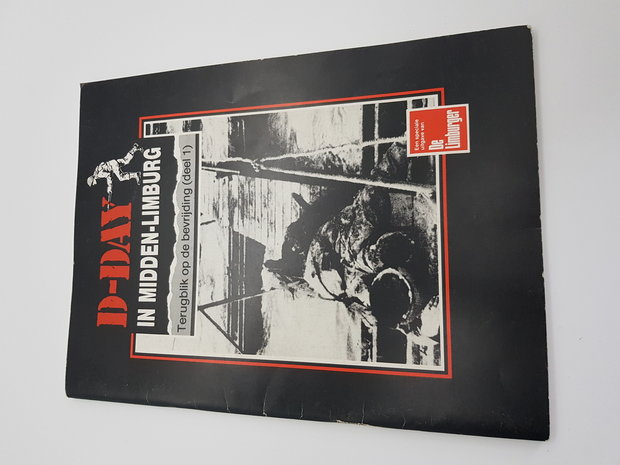 D-DAY
IN MIDDEN-LIMBURG
Terugblik op de bevrijding (deel 1)
Een speciale
uitgave van
De
Limburger